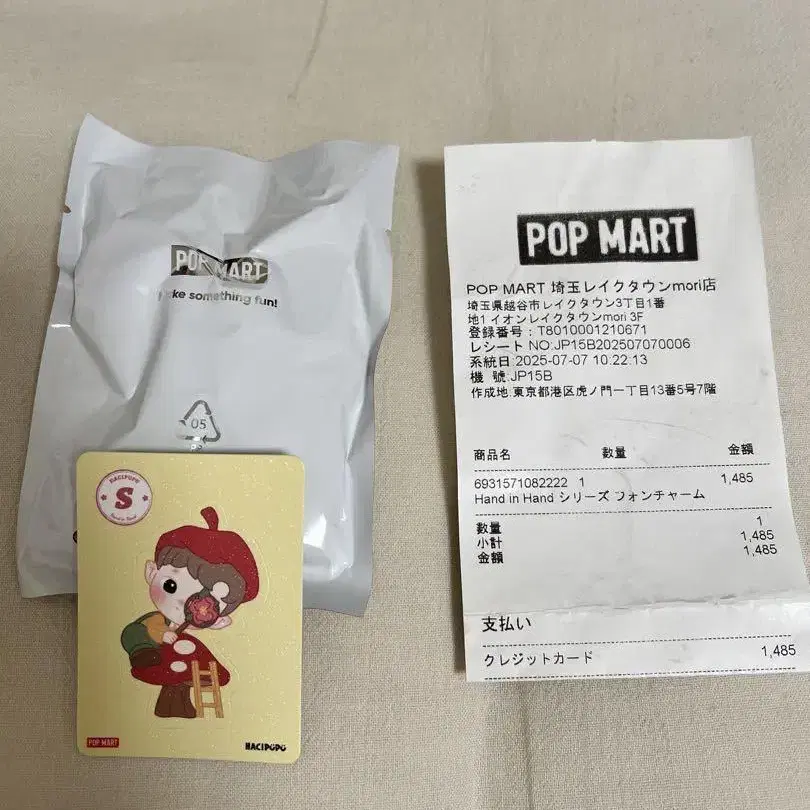 POP MART
make something fun!
05
HACIPUPU
S
Hand in Hand
POP MART
HACIPUPU
POP MART
POP MART 埼玉レイクタウンmori店
埼玉県越谷市レイクタウン3丁目1番
地1 イオンレイクタウンmori 3F
登録番号：T8010001210671
レシートNO:JP15B202507070006
系統日:2025-07-07 10:22:13
機 號:JP15B
作成地:東京都港区虎ノ門一丁目13番5号7階
商品名 数量 金額
6931571082222 1 1,485
Hand in Hand シリーズ フォンチャーム
数量 1
小計 1,485
金額 1,485
支払い
クレジットカード 1,485